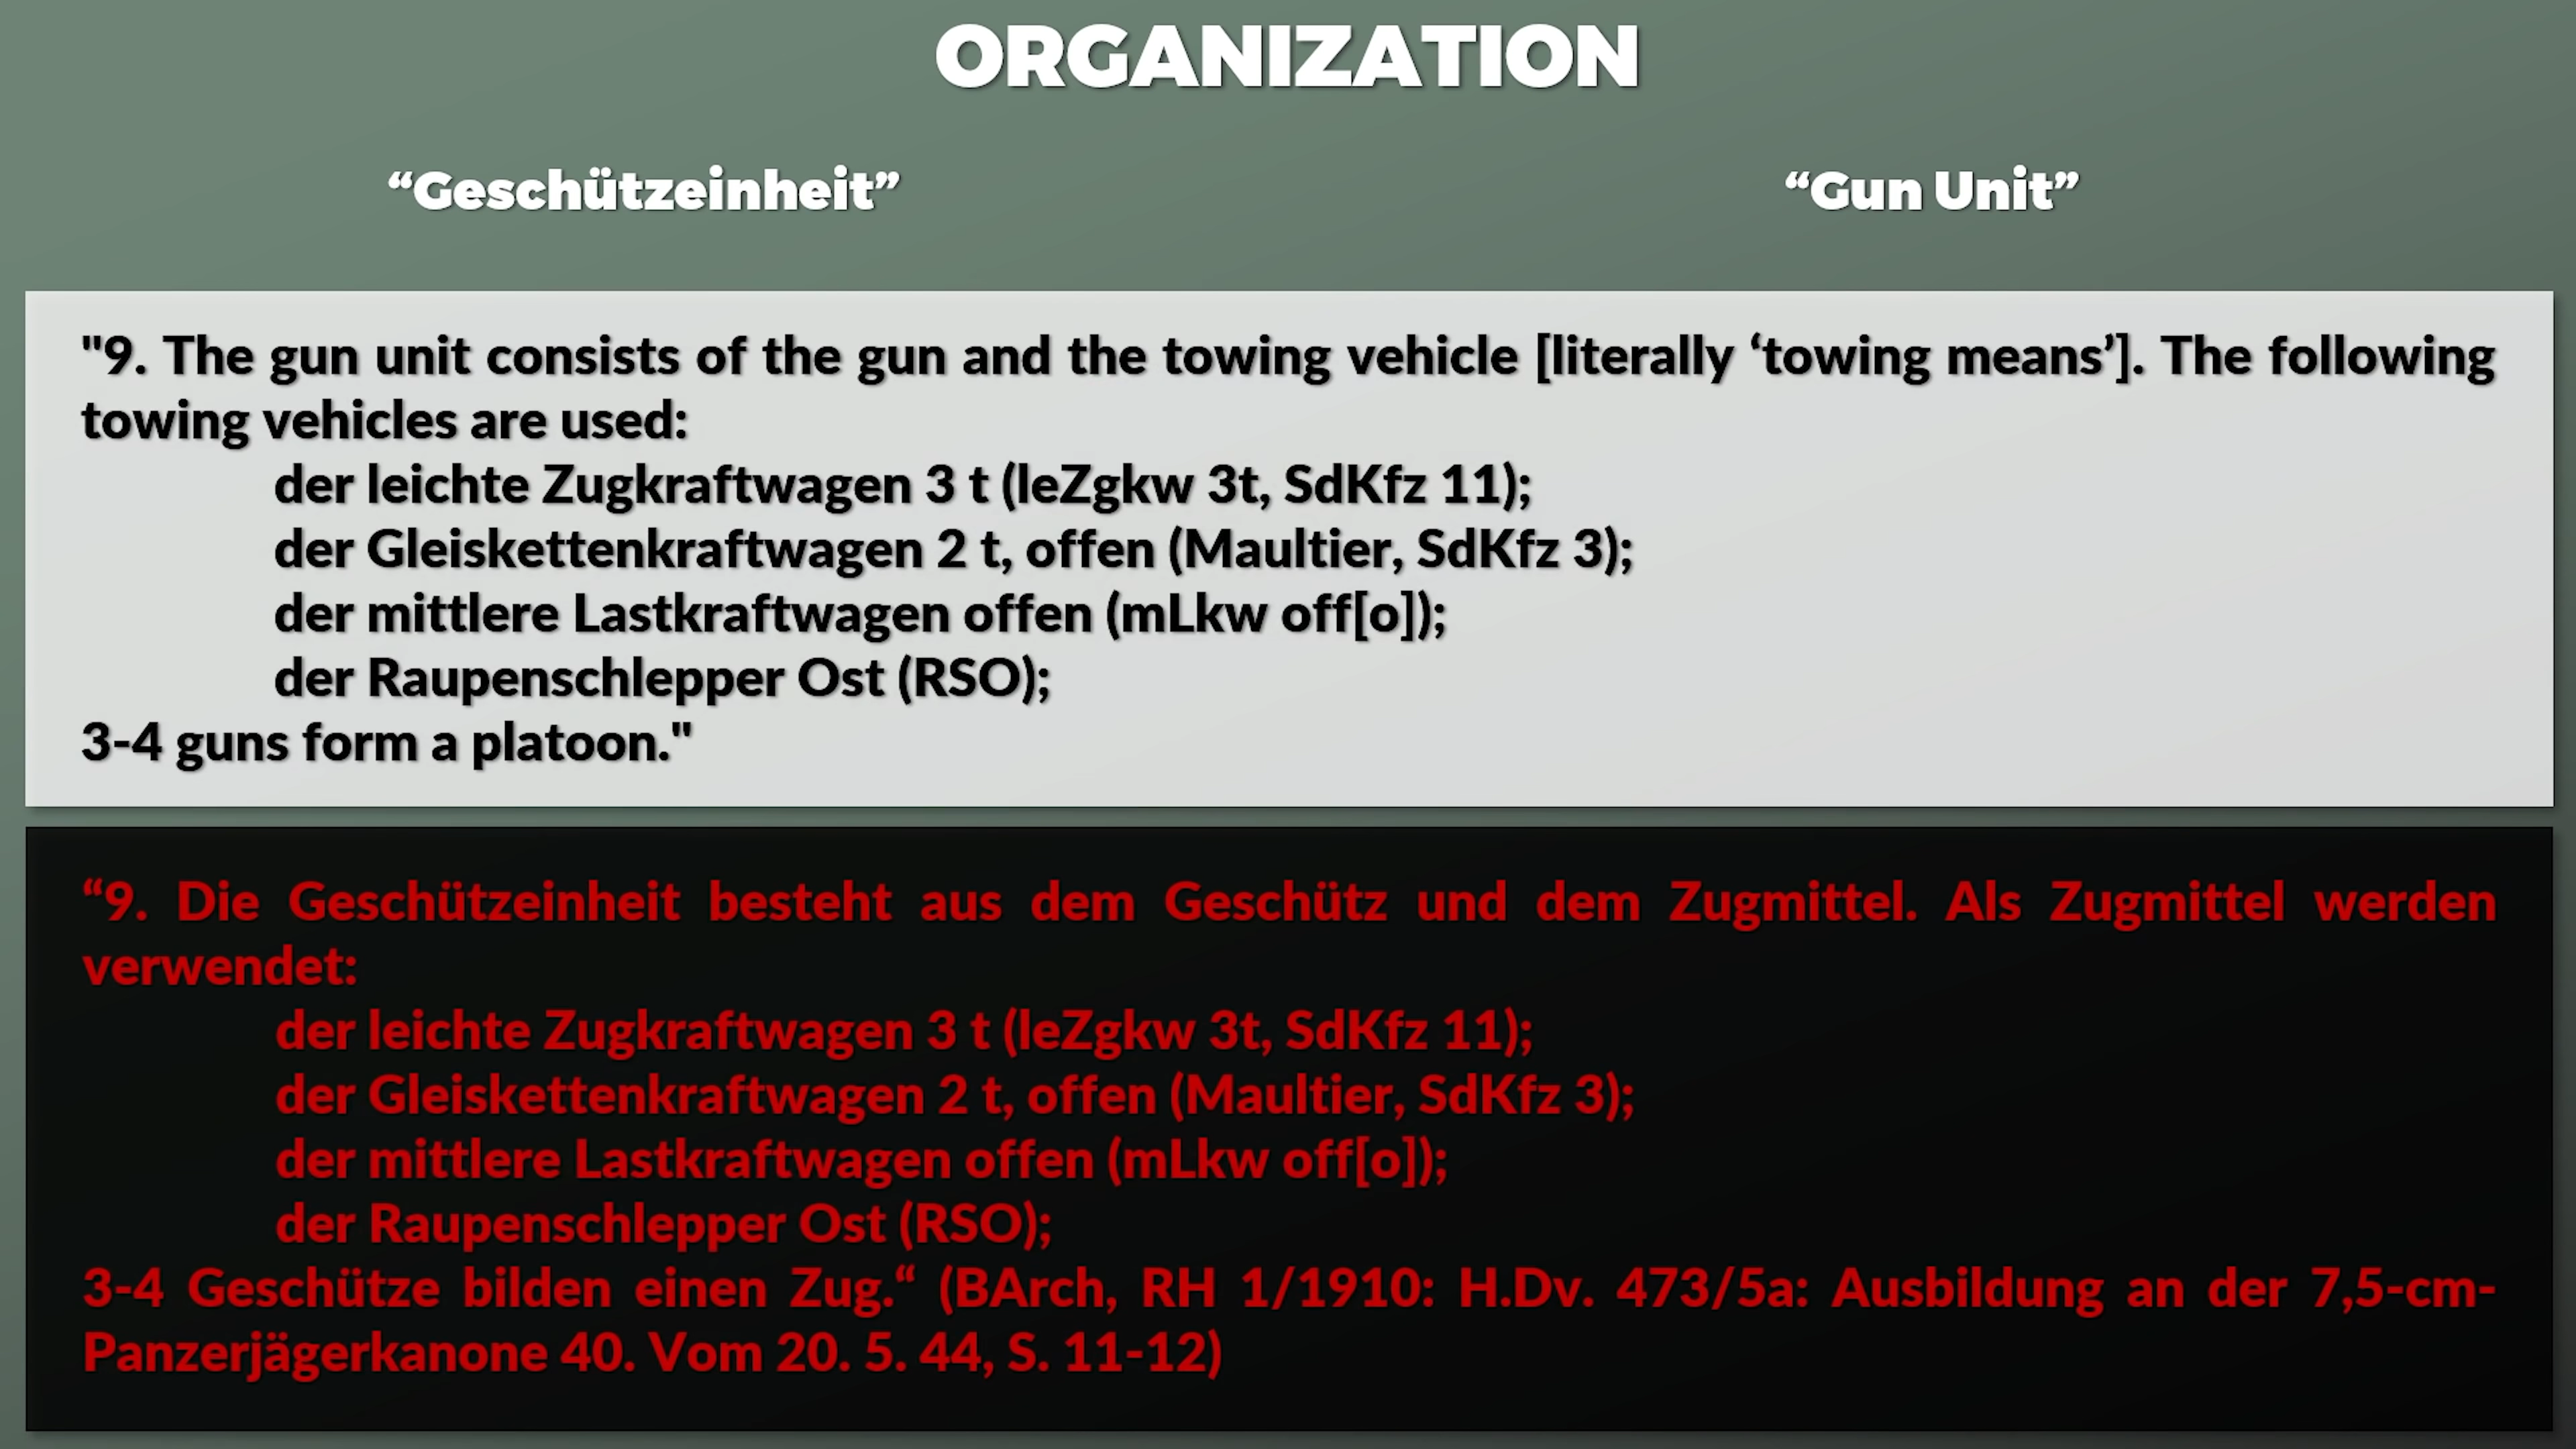 ORGANIZATION
“Geschützeinheit”
“Gun Unit”
"9. The gun unit consists of the gun and the towing vehicle [literally ‘towing means’]. The following
towing vehicles are used:
der leichte Zugkraftwagen 3 t (leZgkw 3t, SdKfz 11);
der Gleiskettenkraftwagen 2 t, offen (Maultier, SdKfz 3);
der mittlere Lastkraftwagen offen (mLkw off[o]);
der Raupenschlepper Ost (RSO);
3-4 guns form a platoon."
“9. Die Geschützeinheit besteht aus dem Geschütz und dem Zugmittel. Als Zugmittel werden
verwendet:
der leichte Zugkraftwagen 3 t (leZgkw 3t, SdKfz 11);
der Gleiskettenkraftwagen 2 t, offen (Maultier, SdKfz 3);
der mittlere Lastkraftwagen offen (mLkw off[o]);
der Raupenschlepper Ost (RSO);
3-4 Geschütze bilden einen Zug.“ (BArch, RH 1/1910: H.Dv. 473/5a: Ausbildung an der 7,5-cm-
Panzerjägerkanone 40. Vom 20. 5. 44, S. 11-12)